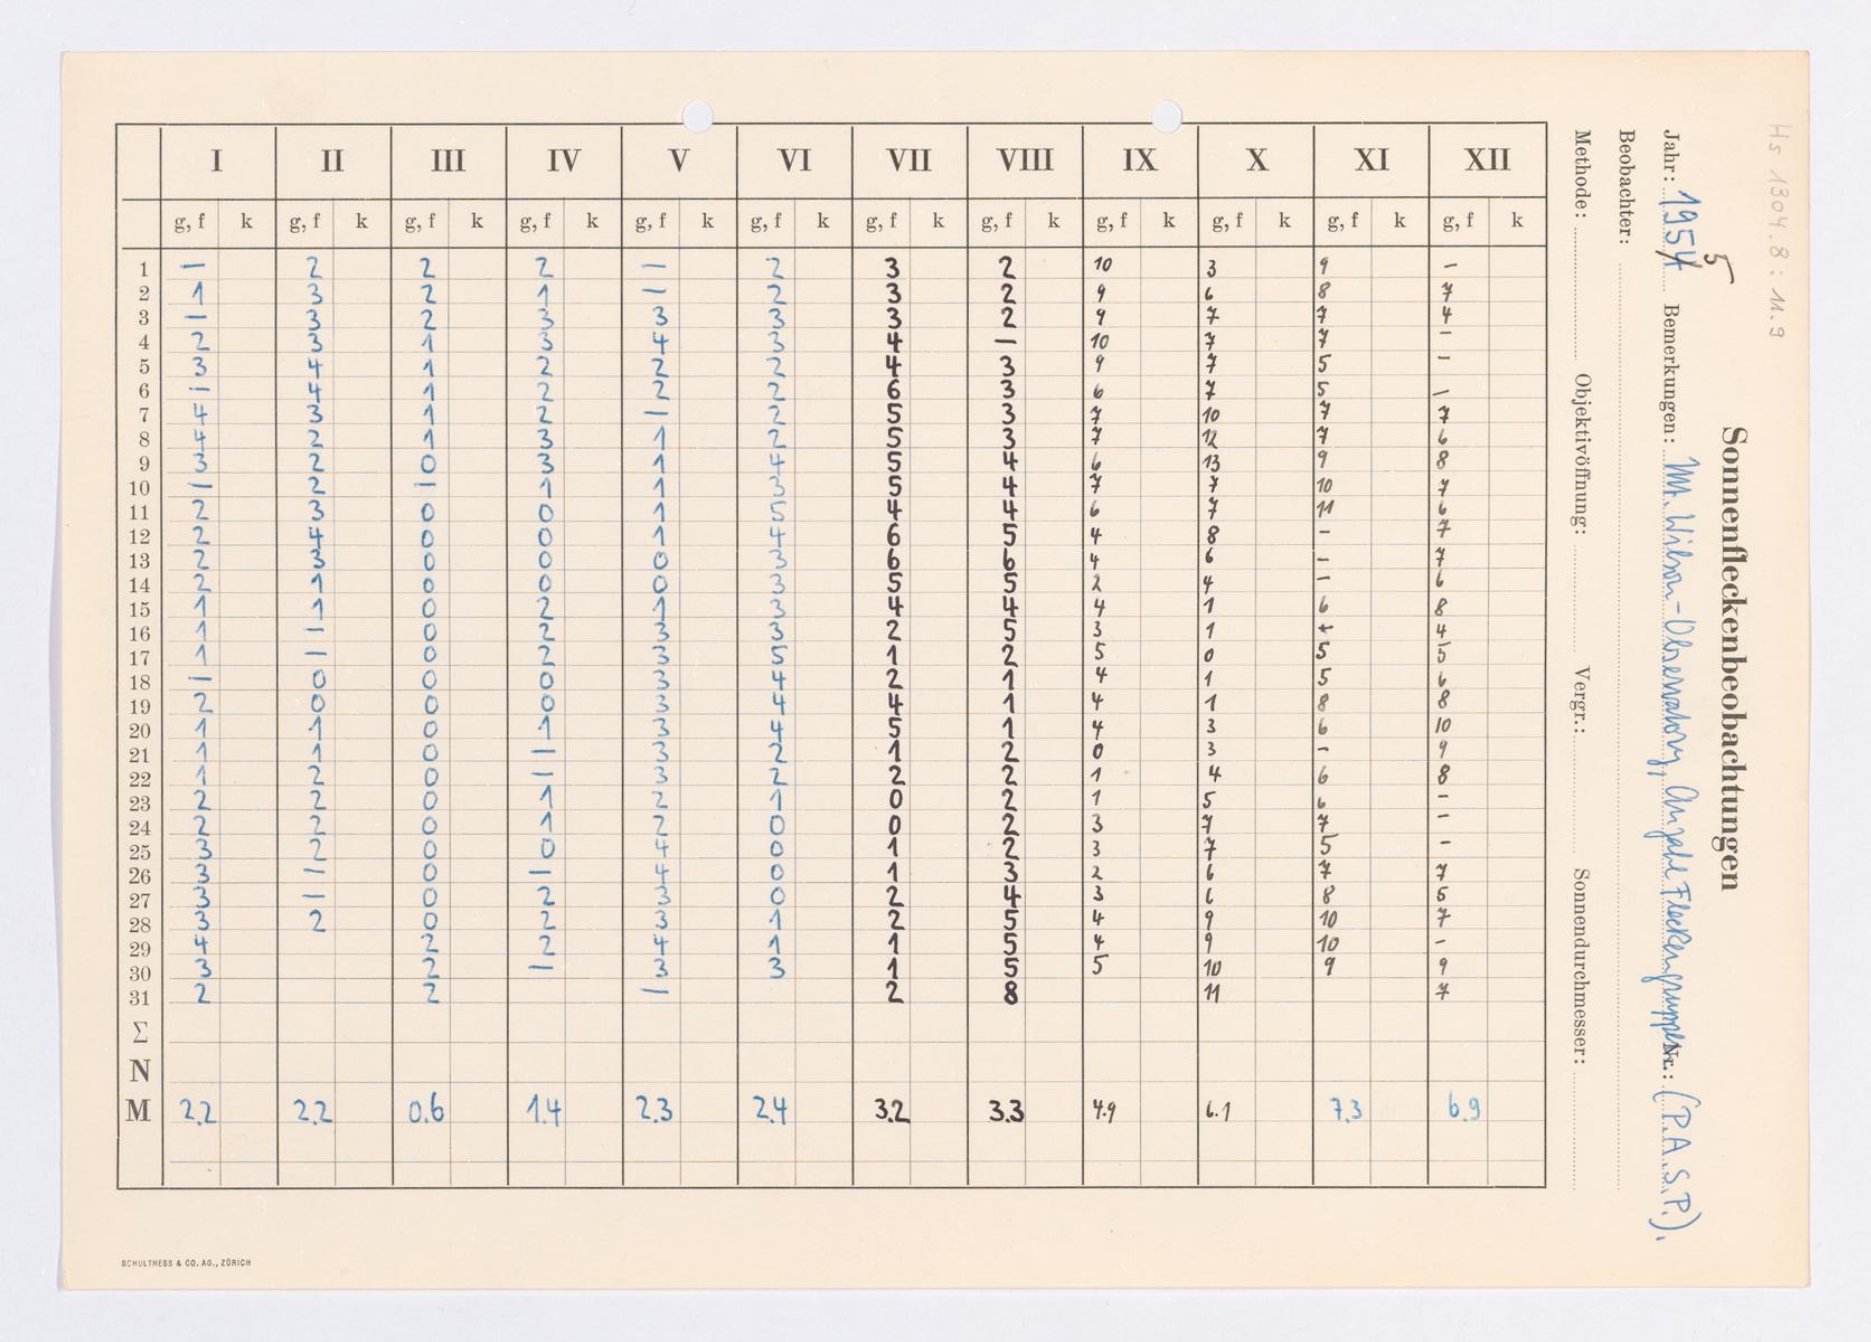 Hs 1304.8 : 11.9
Sonnenfleckenbeobachtungen
Jahr: 1954 5 Bemerkungen: Mt. Wilson-Observatory, Anzahl Fleckengruppen Nr.: (P.A.S.P.).
Beobachter:
Methode: Objektivöffnung: Vergr.: Sonnendurchmesser:
I II III IV V VI VII VIII IX X XI XII
g, f k g, f k g, f k g, f k g, f k g, f k g, f k g, f k g, f k g, f k g, f k g, f k
1 – 2 2 2 – 2 3 2 10 3 9 –
2 1 3 2 1 – 2 3 2 9 6 8 7
3 – 3 2 3 3 3 3 2 9 7 7 4
4 2 3 1 3 4 3 4 – 10 7 7 –
5 3 4 1 2 2 2 4 3 9 7 5 –
6 – 4 1 2 2 2 6 3 6 7 5 –
7 4 3 1 2 – 2 5 3 7 10 7 7
8 4 2 1 3 1 2 5 3 7 12 7 6
9 3 2 0 3 1 4 5 4 6 13 9 8
10 – 2 – 1 1 3 5 4 7 7 10 7
11 2 3 0 0 1 5 4 4 6 7 11 6
12 2 4 0 0 1 4 6 5 4 8 – 7
13 2 3 0 0 0 3 6 6 4 6 – 7
14 2 1 0 0 0 3 5 5 2 4 – 6
15 1 1 0 2 1 3 4 4 4 1 6 8
16 1 – 0 2 3 3 2 5 3 1 + 4
17 1 – 0 2 3 5 1 2 5 0 5 5
18 – 0 0 0 3 4 2 1 4 1 5 6
19 2 0 0 0 3 4 4 1 4 1 8 8
20 1 1 0 1 3 4 5 1 4 3 6 10
21 1 1 0 – 3 2 1 2 0 3 – 9
22 1 2 0 – 3 2 2 2 1 4 6 8
23 2 2 0 1 2 1 0 2 1 5 6 –
24 2 2 0 1 2 0 0 2 3 7 7 –
25 3 2 0 0 4 0 1 2 3 7 5 –
26 3 – 0 – 4 0 1 3 2 6 7 7
27 3 – 0 2 3 0 2 4 3 6 8 5
28 3 2 0 2 3 1 2 5 4 9 10 7
29 4 2 2 4 1 1 5 4 9 10 –
30 3 2 – 3 3 1 5 5 10 9 9
31 2 2 – 2 8 11 7
Σ
N
M 2.2 2.2 0.6 1.4 2.3 2.4 3.2 3.3 4.9 6.1 7.3 6.9
SCHULTHESS & CO. AG., ZÜRICH